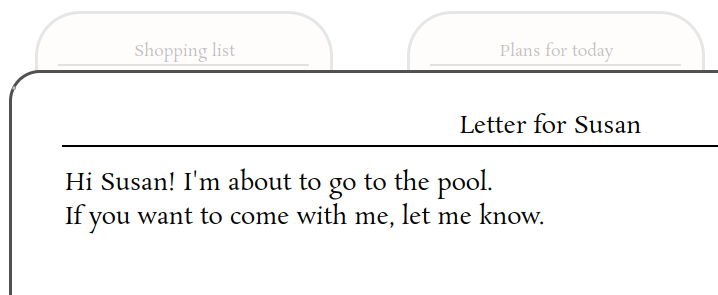 Shopping list
Plans for today
Letter for Susan
Hi Susan! I'm about to go to the pool.
If you want to come with me, let me know.